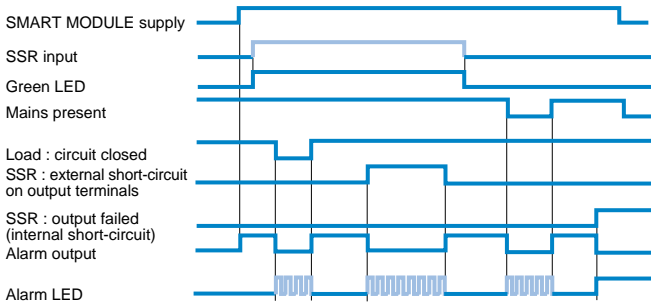 SMART MODULE supply
SSR input
Green LED
Mains present
Load : circuit closed
SSR : external short-circuit
on output terminals
SSR : output failed
(internal short-circuit)
Alarm output
Alarm LED